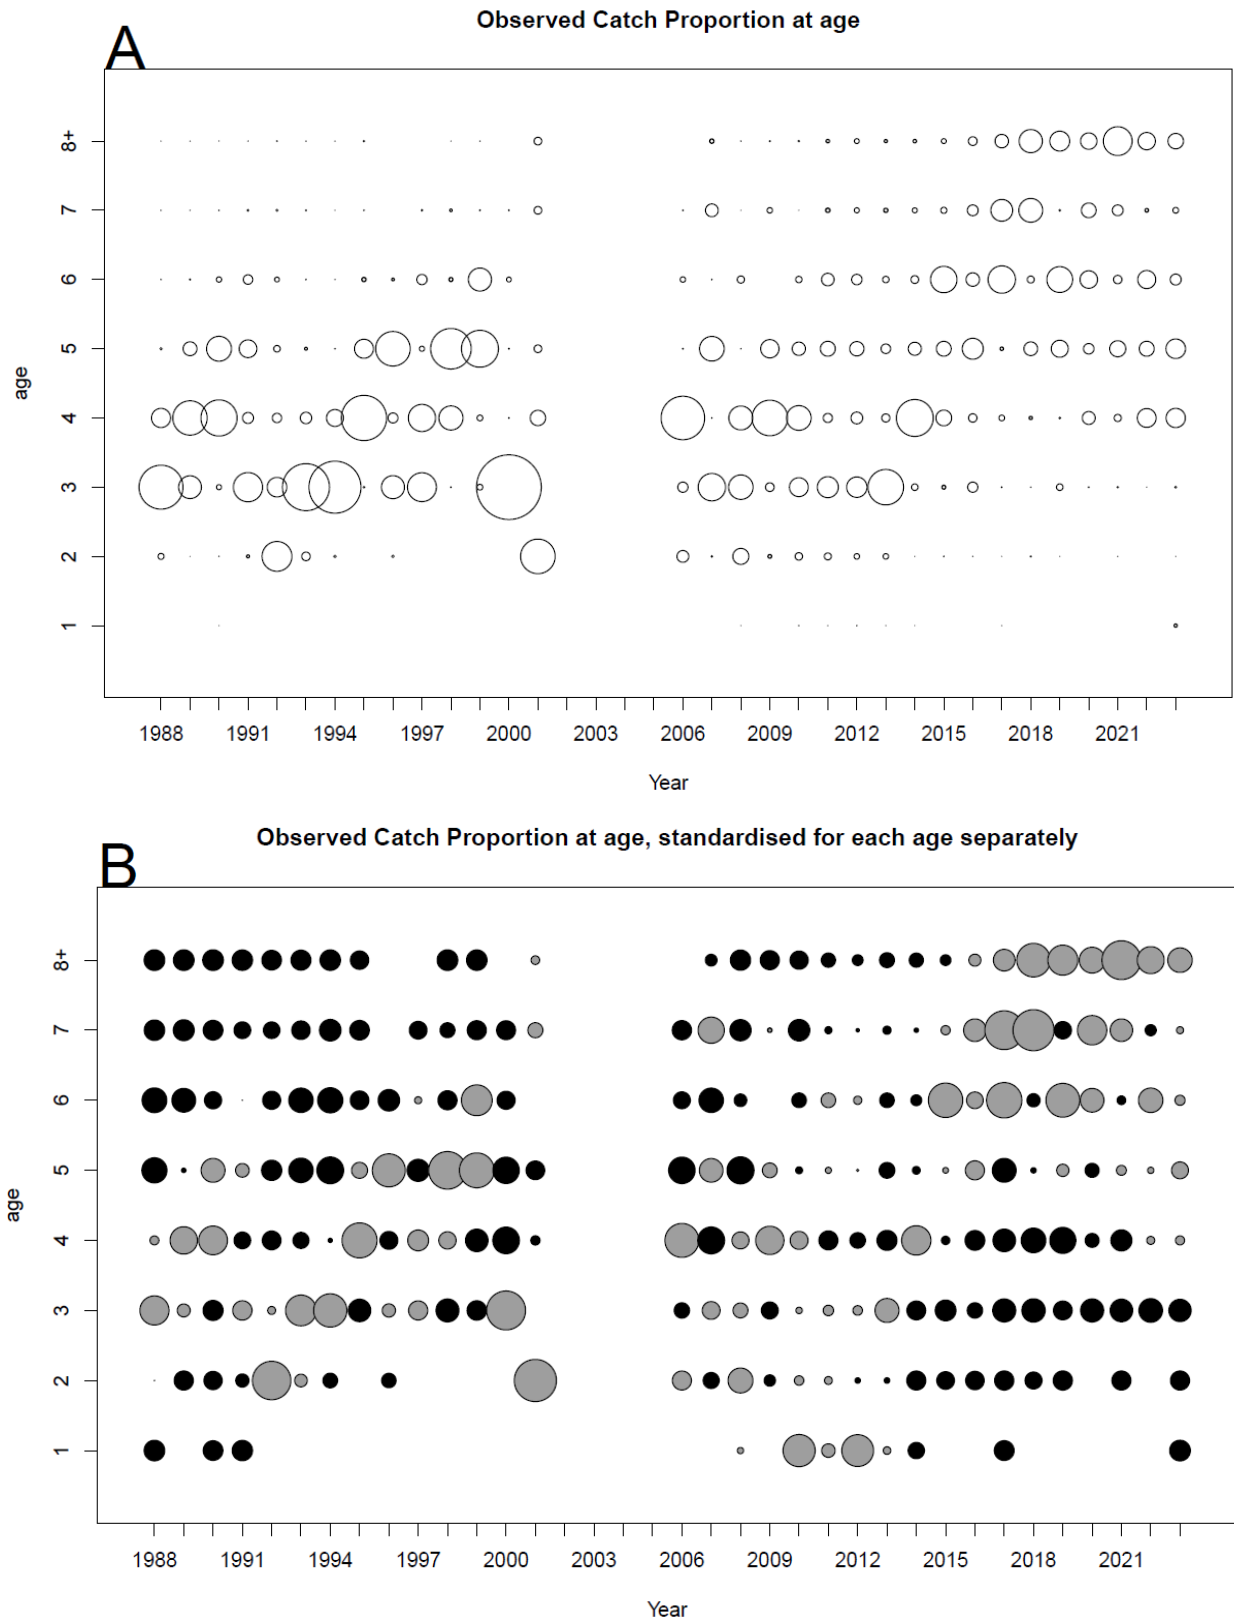 Observed Catch Proportion at age
A
8+
7
6
5
4
3
2
1
age
1988 1991 1994 1997 2000 2003 2006 2009 2012 2015 2018 2021
Year
Observed Catch Proportion at age, standardised for each age separately
B
8+
7
6
5
4
3
2
1
age
1988 1991 1994 1997 2000 2003 2006 2009 2012 2015 2018 2021
Year